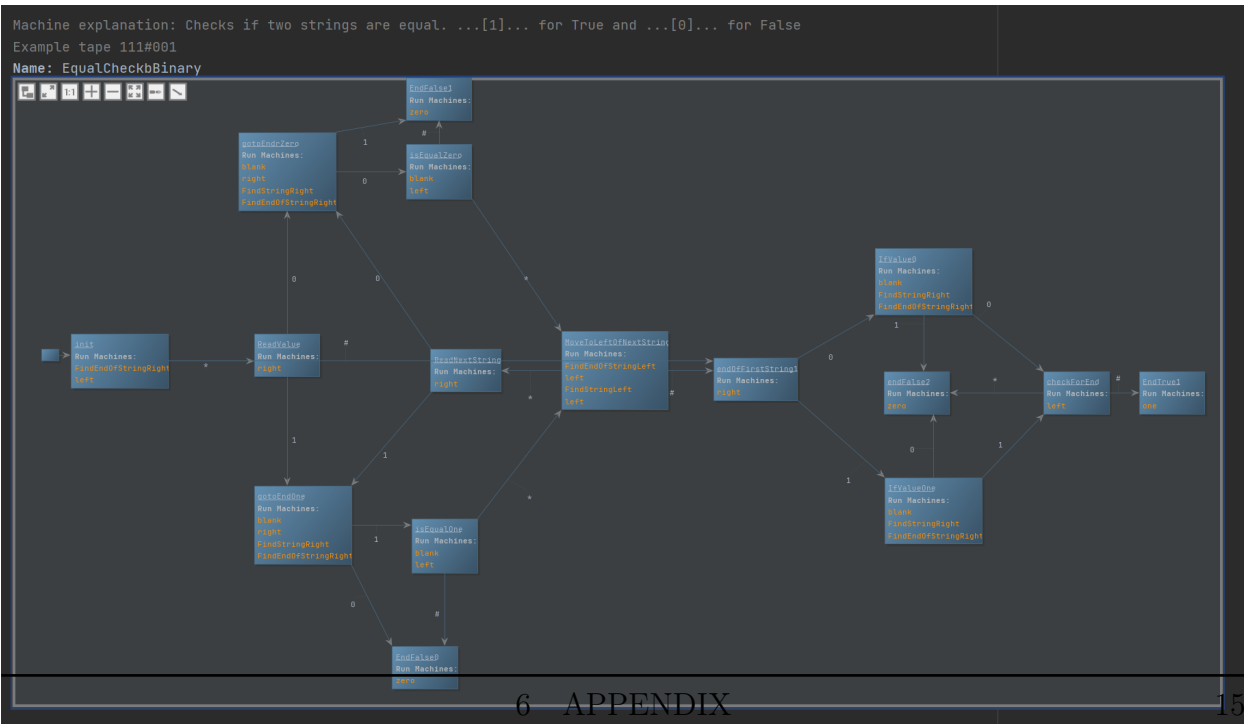 Machine explanation: Checks if two strings are equal. ...[1]... for True and ...[0]... for False
Example tape 111#001
Name: EqualCheckbBinary
1:1
EndFalse1
Run Machines:
zero
#
gotoEndrZero
Run Machines:
blank
right
FindStringRight
FindEndOfStringRight
1
0
isEqualZero
Run Machines:
blank
left
0
0
*
IfValue0
Run Machines:
blank
FindStringRight
FindEndOfStringRight
0
1
init
Run Machines:
FindEndOfStringRight
left
*
ReadValue
Run Machines:
right
#
ReadNextString
Run Machines:
right
*
MoveToLeftOfNextString
Run Machines:
FindEndOfStringLeft
left
FindStringLeft
left
#
endOfFirstString1
Run Machines:
right
0
1
endFalse2
Run Machines:
zero
*
checkForEnd
Run Machines:
left
#
EndTrue1
Run Machines:
one
1
1
0
1
gotoEndOne
Run Machines:
blank
right
FindStringRight
FindEndOfStringRight
1
0
isEqualOne
Run Machines:
blank
left
*
#
IfValueOne
Run Machines:
blank
FindStringRight
FindEndOfStringRight
EndFalse0
Run Machines:
zero
6 APPENDIX 15